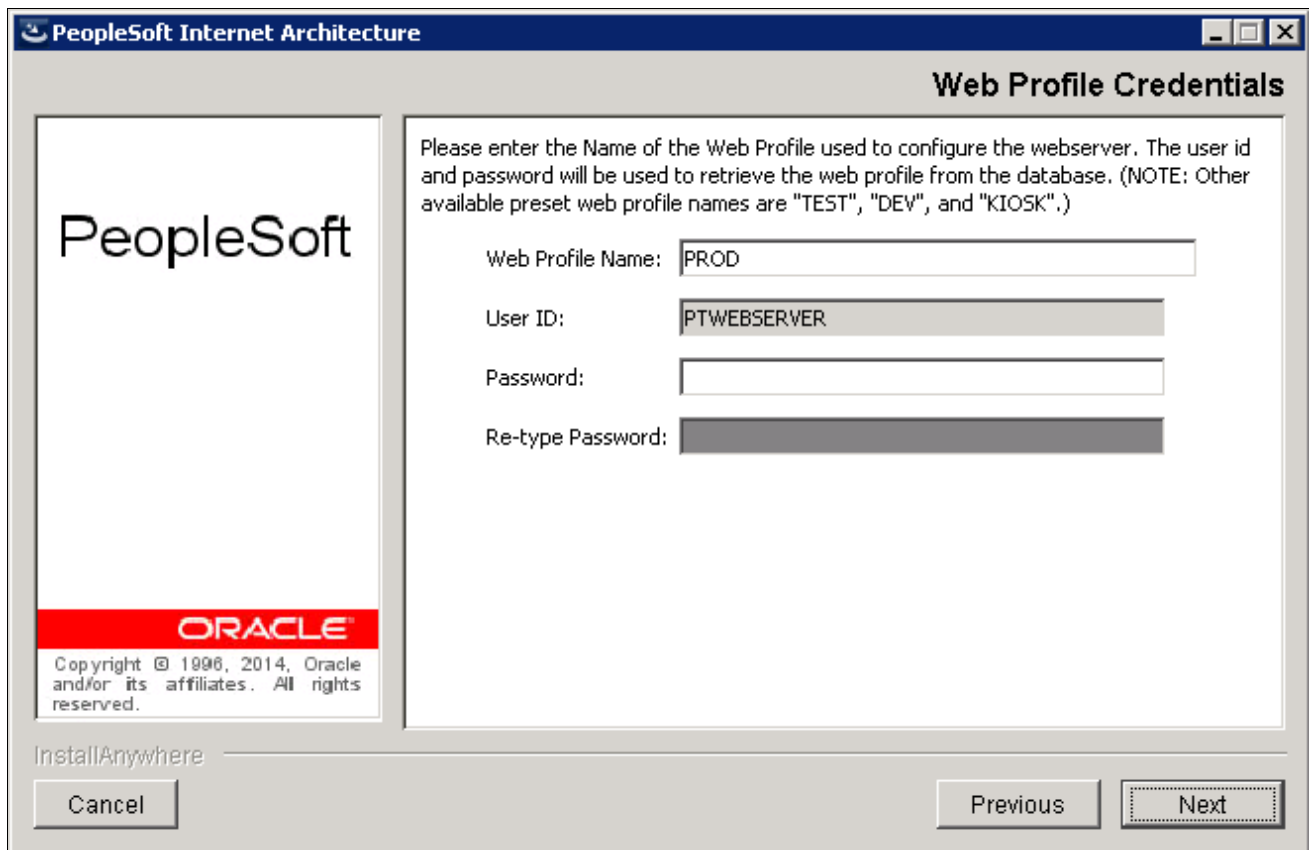 PeopleSoft Internet Architecture
Web Profile Credentials
PeopleSoft
ORACLE
Copyright © 1996, 2014, Oracle
and/or its affiliates. All rights
reserved.
Please enter the Name of the Web Profile used to configure the webserver. The user id
and password will be used to retrieve the web profile from the database. (NOTE: Other
available preset web profile names are "TEST", "DEV", and "KIOSK".)
Web Profile Name: PROD
User ID: PTWEBSERVER
Password:
Re-type Password:
InstallAnywhere
Cancel Previous Next